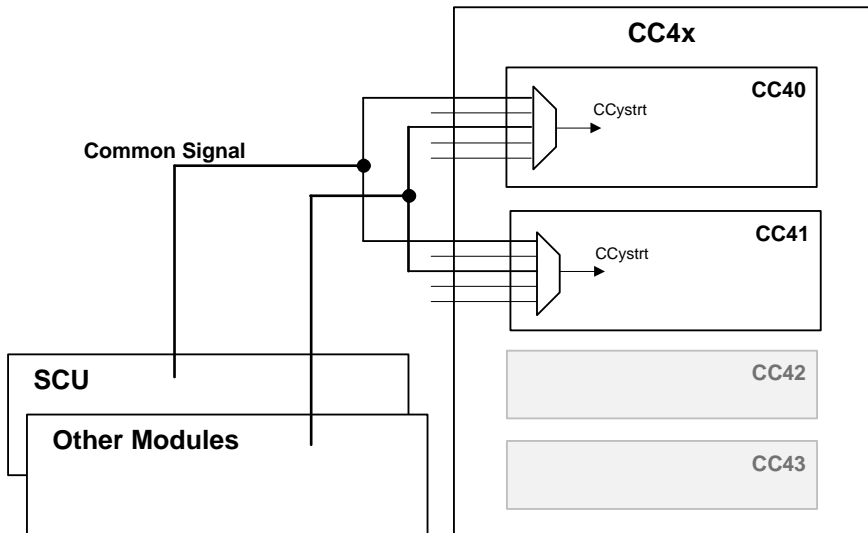 CC4x
CC40
CCystrt
Common Signal
CC41
CCystrt
SCU
CC42
Other Modules
CC43